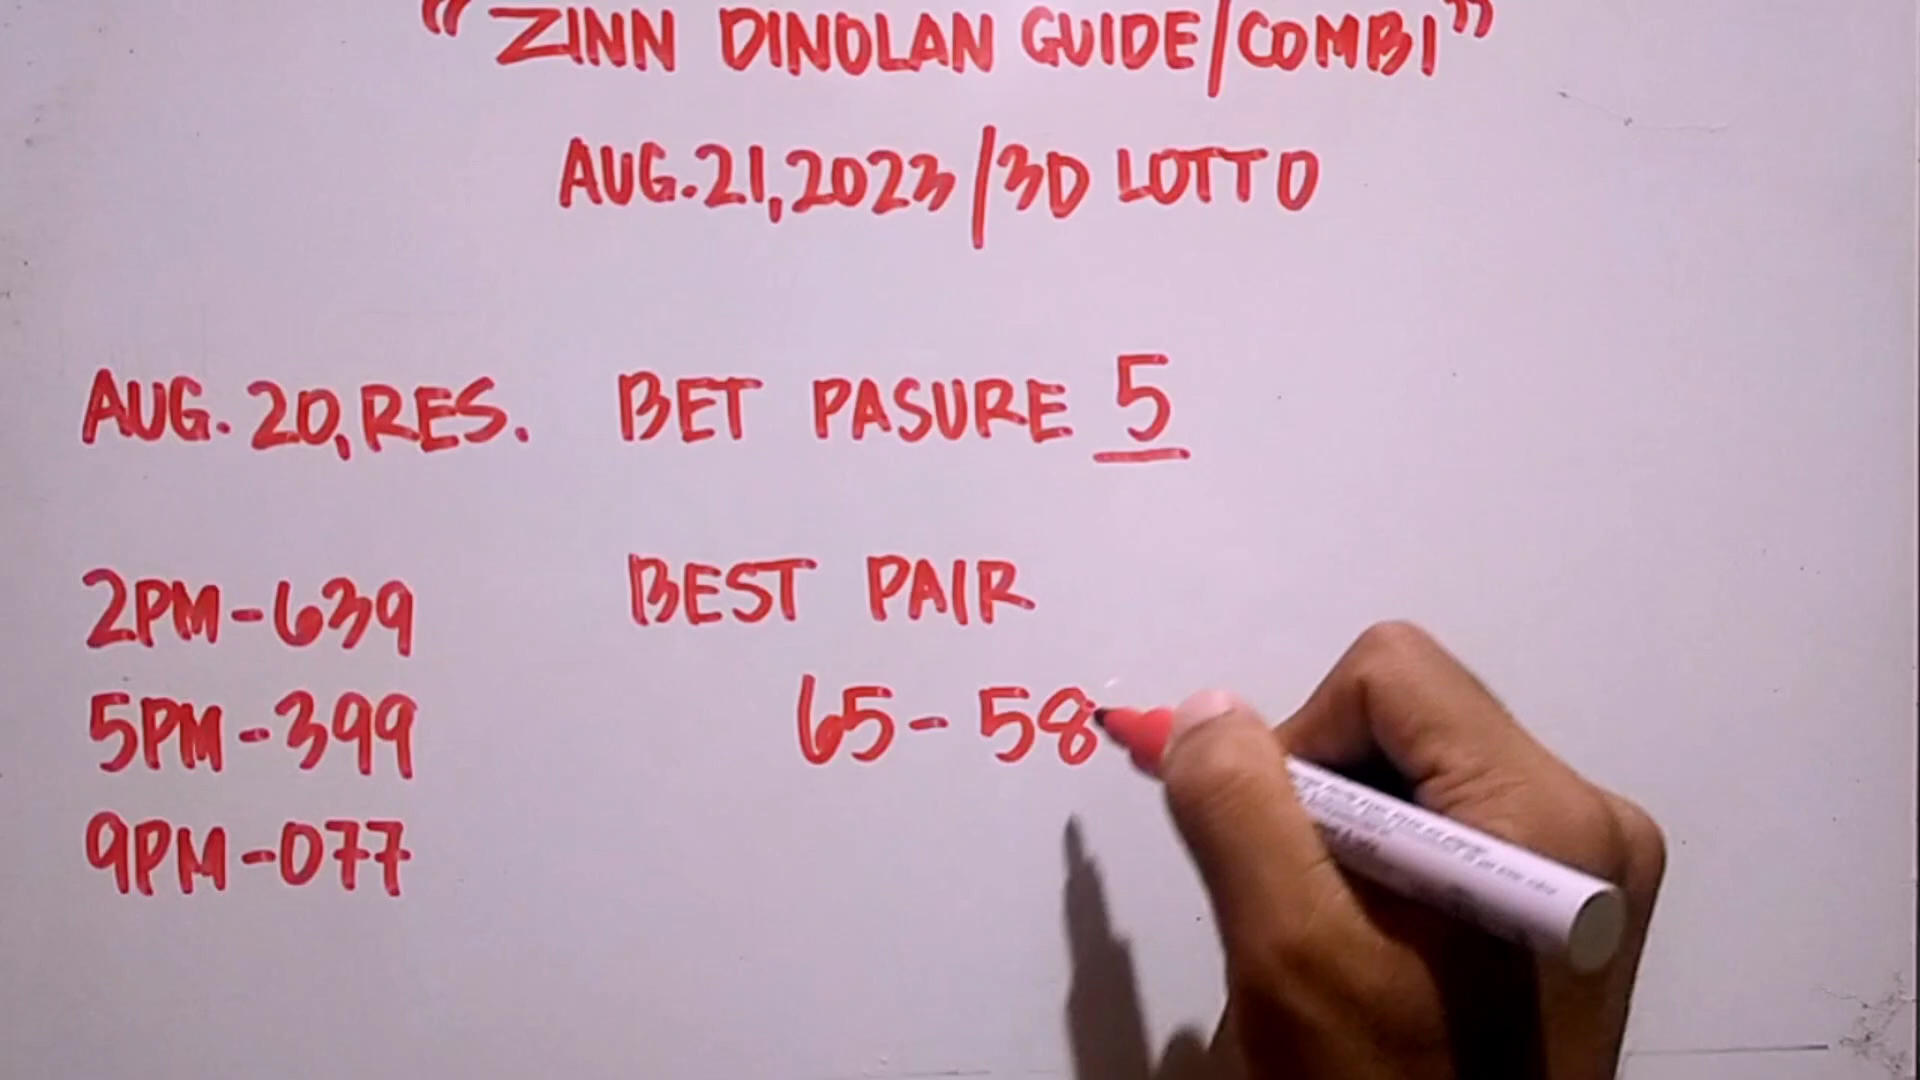 "ZINN DINOLAN GUIDE/COMBI"
AUG.21,2023/3D LOTTO
AUG. 20, RES.
2PM-639
5PM-399
9PM-077
BET PASURE 5
BEST PAIR
65-58